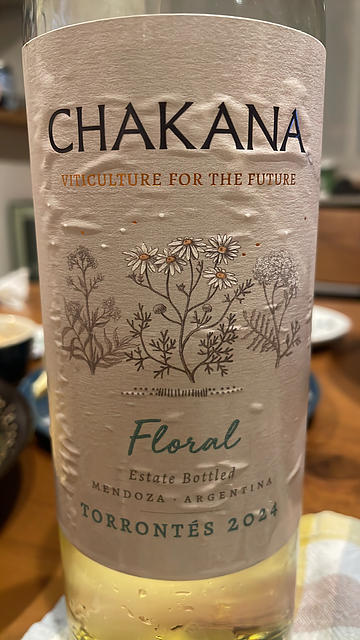 CHAKANA
VITICULTURE FOR THE FUTURE
Floral
Estate Bottled
MENDOZA · ARGENTINA
TORRONTÉS 2024